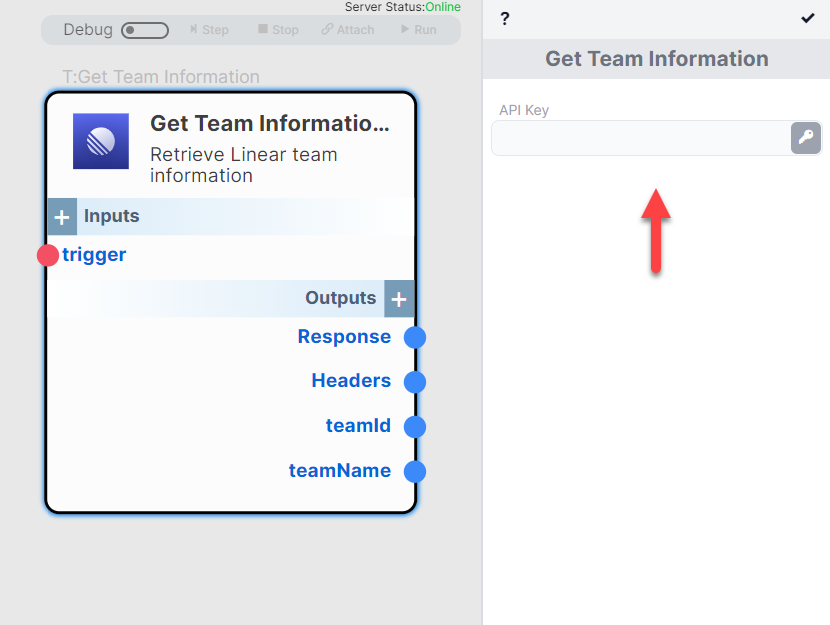 Server Status:Online
Debug Step Stop Attach Run
T:Get Team Information
Get Team Informatio...
Retrieve Linear team
information
+ Inputs
trigger
Outputs +
Response
Headers
teamId
teamName
?
Get Team Information
API Key